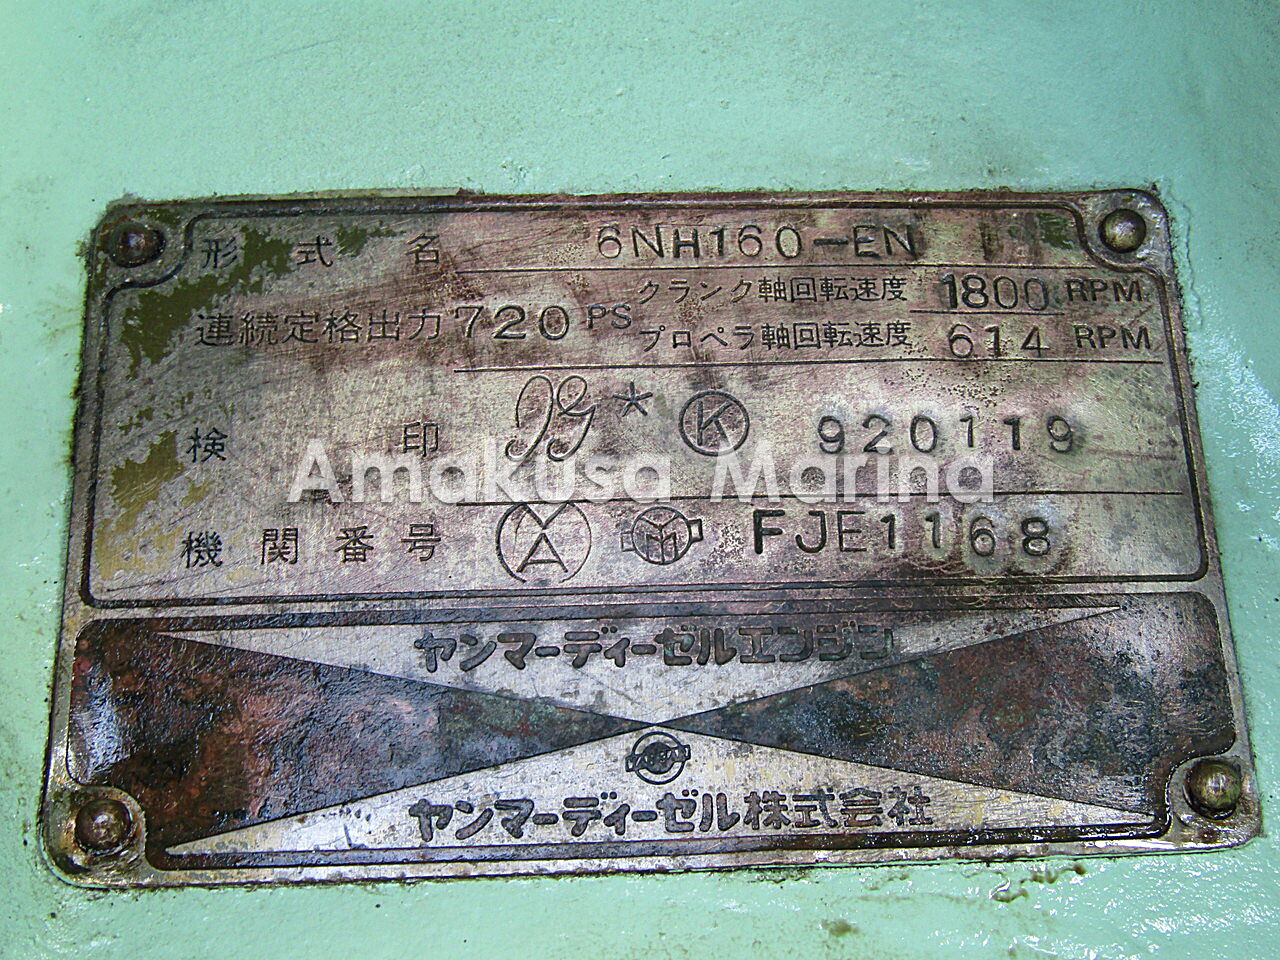 形式名 6NH160-EN
連続定格出力 720 PS クランク軸回転速度 1800 RPM
プロペラ軸回転速度 614 RPM
検印 JG * K 920119
Amakusa Marina
機関番号 MA YM FJE1168
ヤンマーディーゼルエンジン
ヤンマーディーゼル株式会社